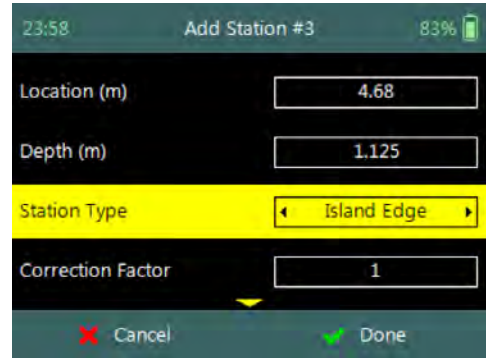 23:58 Add Station #3 83%
Location (m) 4.68
Depth (m) 1.125
Station Type Island Edge
Correction Factor 1
Cancel Done